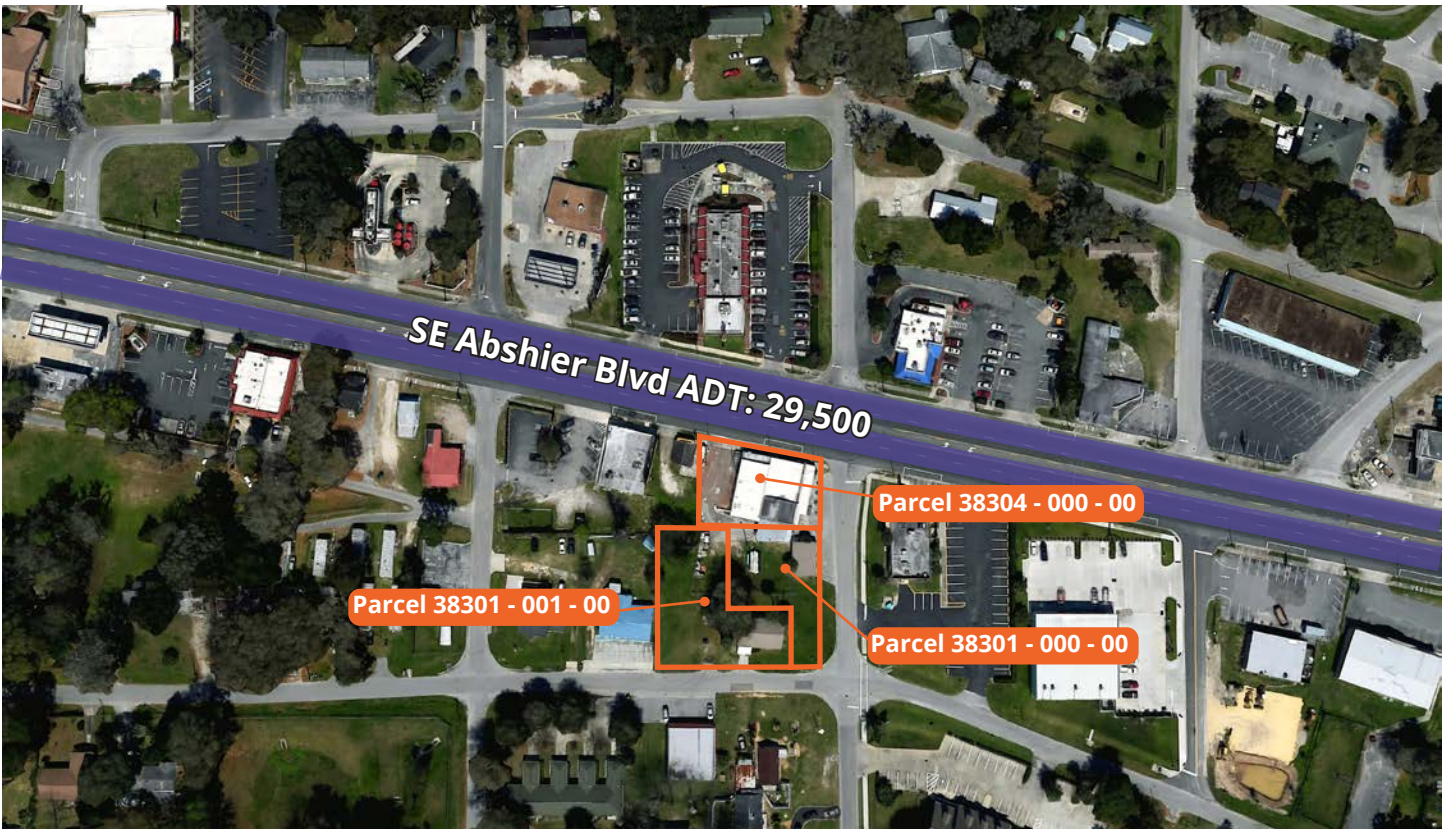 SE Abshier Blvd ADT: 29,500
Parcel 38304 - 000 - 00
Parcel 38301 - 001 - 00
Parcel 38301 - 000 - 00